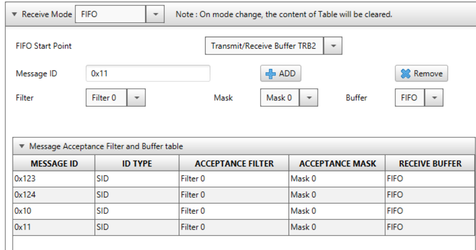 Receive Mode FIFO Note : On mode change, the content of Table will be cleared.
FIFO Start Point Transmit/Receive Buffer TRB2
Message ID 0x11 ADD Remove
Filter Filter 0 Mask Mask 0 Buffer FIFO
Message Acceptance Filter and Buffer table
MESSAGE ID ID TYPE ACCEPTANCE FILTER ACCEPTANCE MASK RECEIVE BUFFER
0x123 SID Filter 0 Mask 0 FIFO
0x124 SID Filter 0 Mask 0 FIFO
0x10 SID Filter 0 Mask 0 FIFO
0x11 SID Filter 0 Mask 0 FIFO